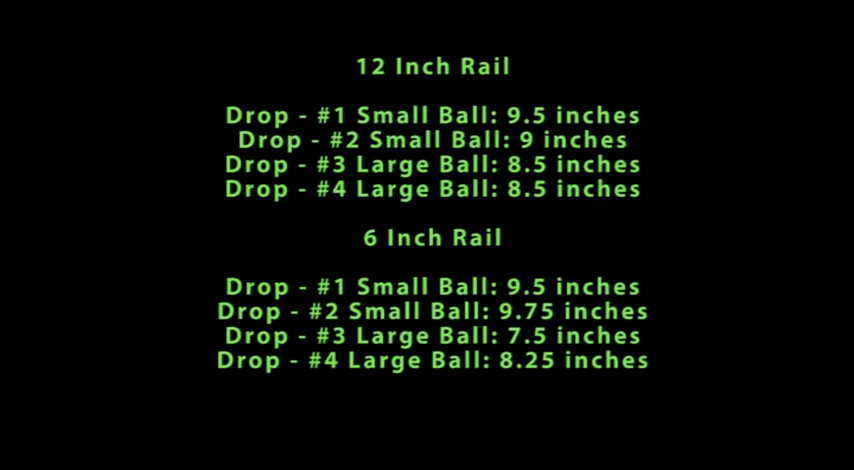 12 Inch Rail
Drop - #1 Small Ball: 9.5 inches
Drop - #2 Small Ball: 9 inches
Drop - #3 Large Ball: 8.5 inches
Drop - #4 Large Ball: 8.5 inches
6 Inch Rail
Drop - #1 Small Ball: 9.5 inches
Drop - #2 Small Ball: 9.75 inches
Drop - #3 Large Ball: 7.5 inches
Drop - #4 Large Ball: 8.25 inches